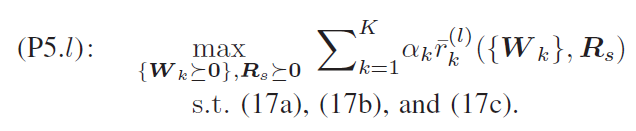 (P5.l): max_{{W_k⪰0},R_s⪰0} ∑_{k=1}^{K} α_k r̄_k^{(l)}({W_k}, R_s)
s.t. (17a), (17b), and (17c).